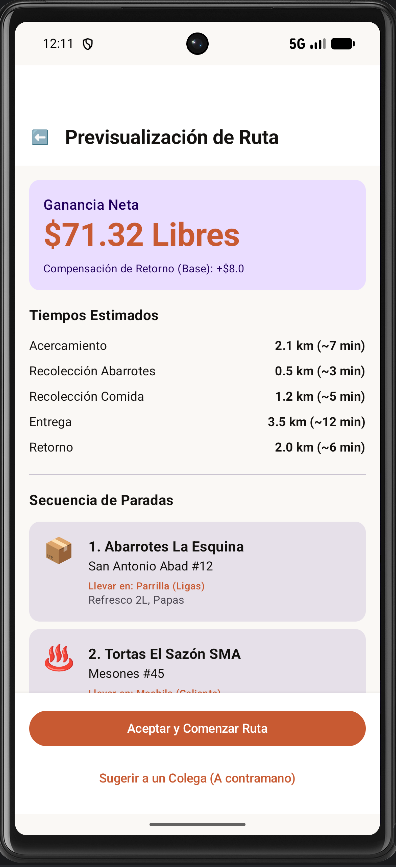 12:11 5G
Previsualización de Ruta
Ganancia Neta
$71.32 Libres
Compensación de Retorno (Base): +$8.0
Tiempos Estimados
Acercamiento 2.1 km (~7 min)
Recolección Abarrotes 0.5 km (~3 min)
Recolección Comida 1.2 km (~5 min)
Entrega 3.5 km (~12 min)
Retorno 2.0 km (~6 min)
Secuencia de Paradas
1. Abarrotes La Esquina
San Antonio Abad #12
Llevar en: Parrilla (Ligas)
Refresco 2L, Papas
2. Tortas El Sazón SMA
Mesones #45
Llevar en: Mochila (Caliente)
Aceptar y Comenzar Ruta
Sugerir a un Colega (A contramano)